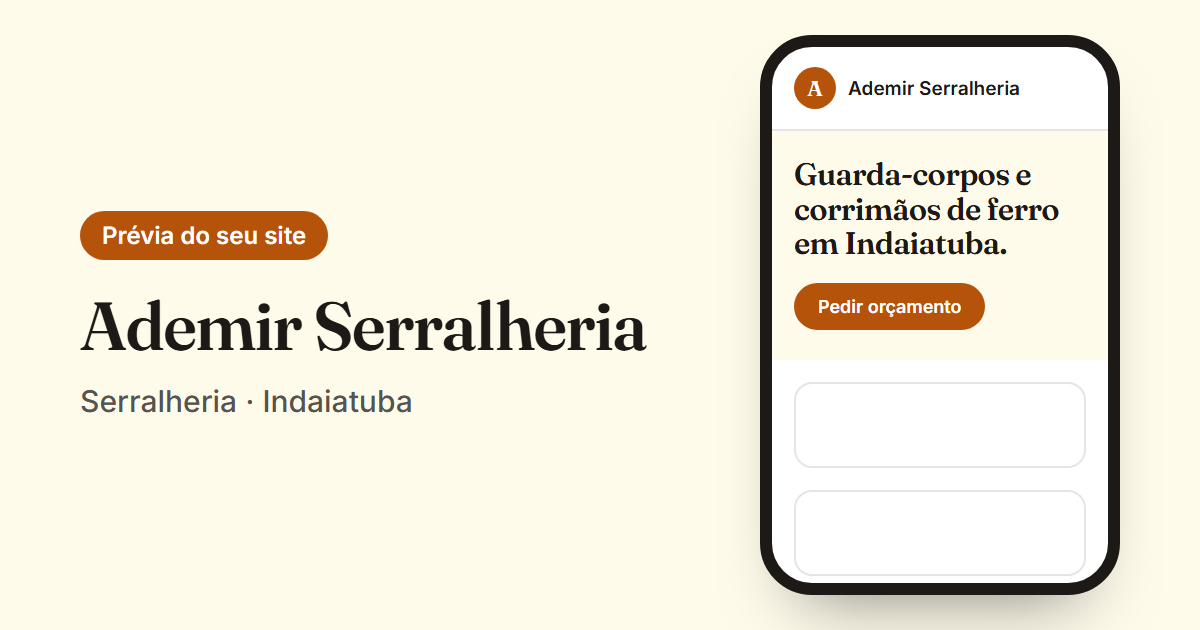 Prévia do seu site
Ademir Serralheria
Serralheria · Indaiatuba
A
Ademir Serralheria
Guarda-corpos e
corrimãos de ferro
em Indaiatuba.
Pedir orçamento